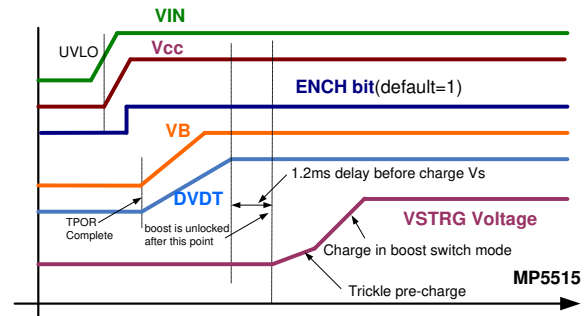 VIN
UVLO
Vcc
ENCH bit(default=1)
VB
1.2ms delay before charge Vs
DVDT
TPOR
Complete
boost is unlocked
after this point
VSTRG Voltage
Charge in boost switch mode
MP5515
Trickle pre-charge